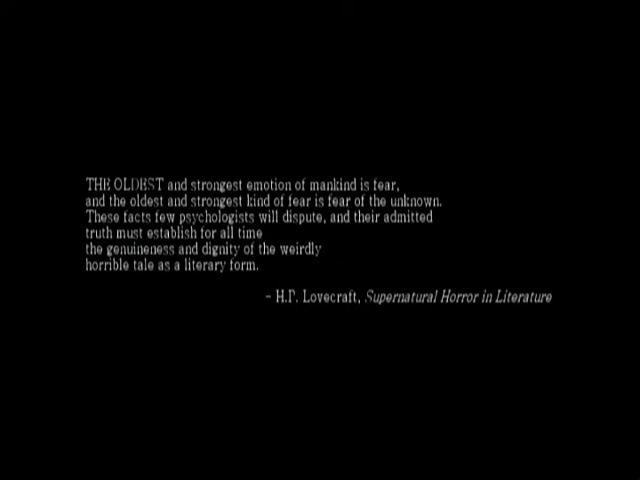 THE OLDEST and strongest emotion of mankind is fear,
and the oldest and strongest kind of fear is fear of the unknown.
These facts few psychologists will dispute, and their admitted
truth must establish for all time
the genuineness and dignity of the weirdly
horrible tale as a literary form.
- H.P. Lovecraft, Supernatural Horror in Literature